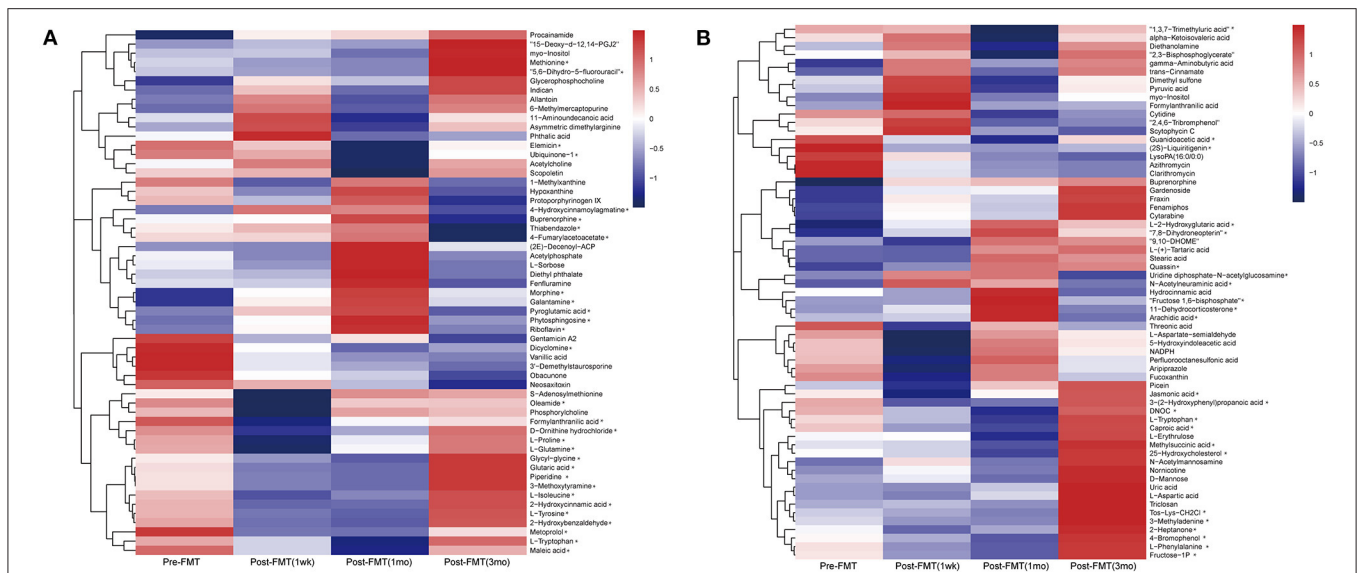 A
Procainamide
"15-Deoxy-d-12,14-PGJ2"
myo-Inositol
Methionine *
"5,6-Dihydro-5-fluorouracil" *
Glycerophosphocholine
Indican
Allantoin
6-Methylmercaptopurine
11-Aminoundecanoic acid
Asymmetric dimethylarginine
Phthalic acid
Elemicin *
Ubiquinone-1 *
Acetylcholine
Scopoletin
1-Methylxanthine
Hypoxanthine
Protoporphyrinogen IX
4-Hydroxycinnamoylagmatine *
Buprenorphine *
Thiabendazole *
4-Fumarylacetoacetate *
(2E)-Decenoyl-ACP
Acetylphosphate
L-Sorbose
Diethyl phthalate
Fenfluramine
Morphine *
Galantamine *
Pyroglutamic acid *
Phytosphingosine *
Riboflavin *
Gentamicin A2
Dicyclomine *
Vanillic acid
3'-Demethylstaurosporine
Obacunone
Neosaxitoxin
S-Adenosylmethionine
Oleamide *
Phosphorylcholine
Formylanthranilic acid *
D-Ornithine hydrochloride *
L-Proline *
L-Glutamine *
Glycyl-glycine *
Glutaric acid *
Piperidine *
3-Methoxytyramine *
L-Isoleucine *
2-Hydroxycinnamic acid *
L-Tyrosine *
2-Hydroxybenzaldehyde *
Metoprolol *
L-Tryptophan *
Maleic acid *
Pre-FMT Post-FMT(1wk) Post-FMT(1mo) Post-FMT(3mo)
1
0.5
0
-0.5
-1
B
"1,3,7-Trimethyluric acid" *
alpha-Ketoisovaleric acid
Diethanolamine
"2,3-Bisphosphoglycerate"
gamma-Aminobutyric acid
trans-Cinnamate
Dimethyl sulfone
Pyruvic acid
myo-Inositol
Formylanthranilic acid
Cytidine
"2,4,6-Tribromphenol"
Scytophycin C
Guanidoacetic acid *
(2S)-Liquiritigenin *
LysoPA(16:0/0:0)
Azithromycin
Clarithromycin
Buprenorphine
Gardenoside
Fraxin
Fenamiphos
Cytarabine
L-2-Hydroxyglutaric acid *
"7,8-Dihydroneopterin" *
"9,10-DHOME"
L-(+)-Tartaric acid
Stearic acid
Quassin *
Uridine diphosphate-N-acetylglucosamine *
N-Acetylneuraminic acid *
Hydrocinnamic acid
"Fructose 1,6-bisphosphate" *
11-Dehydrocorticosterone *
Arachidic acid *
Threonic acid
L-Aspartate-semialdehyde
5-Hydroxyindoleacetic acid
NADPH
Perfluorooctanesulfonic acid
Aripiprazole
Fucoxanthin
Picein
Jasmonic acid *
3-(2-Hydroxyphenyl)propanoic acid *
DNOC *
L-Tryptophan *
Caproic acid *
L-Erythrulose
Methylsuccinic acid *
25-Hydroxycholesterol *
N-Acetylmannosamine
Nornicotine
D-Mannose
Uric acid
L-Aspartic acid
Triclosan
Tos-Lys-CH2Cl *
3-Methyladenine *
2-Heptanone *
4-Bromophenol *
L-Phenylalanine *
Fructose-1P *
Pre-FMT Post-FMT(1wk) Post-FMT(1mo) Post-FMT(3mo)
1
0.5
0
-0.5
-1